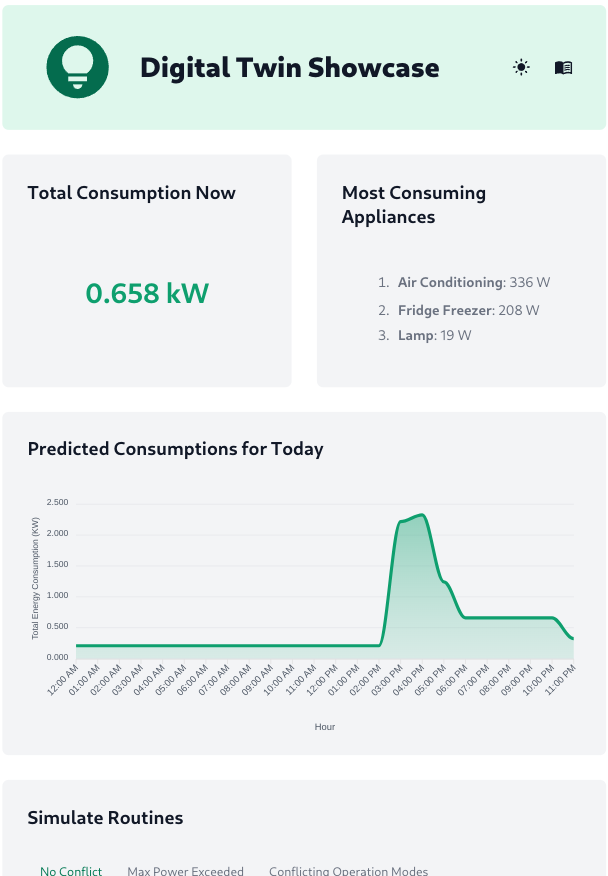 Digital Twin Showcase
Total Consumption Now
0.658 kW
Most Consuming
Appliances
1. Air Conditioning: 336 W
2. Fridge Freezer: 208 W
3. Lamp: 19 W
Predicted Consumptions for Today
Total Energy Consumption (KW)
2.500
2.000
1.500
1.000
0.500
0.000
12:00 AM
01:00 AM
02:00 AM
03:00 AM
04:00 AM
05:00 AM
06:00 AM
07:00 AM
08:00 AM
09:00 AM
10:00 AM
11:00 AM
12:00 PM
01:00 PM
02:00 PM
03:00 PM
04:00 PM
05:00 PM
06:00 PM
07:00 PM
08:00 PM
09:00 PM
10:00 PM
11:00 PM
Hour
Simulate Routines
No Conflict Max Power Exceeded Conflicting Operation Modes